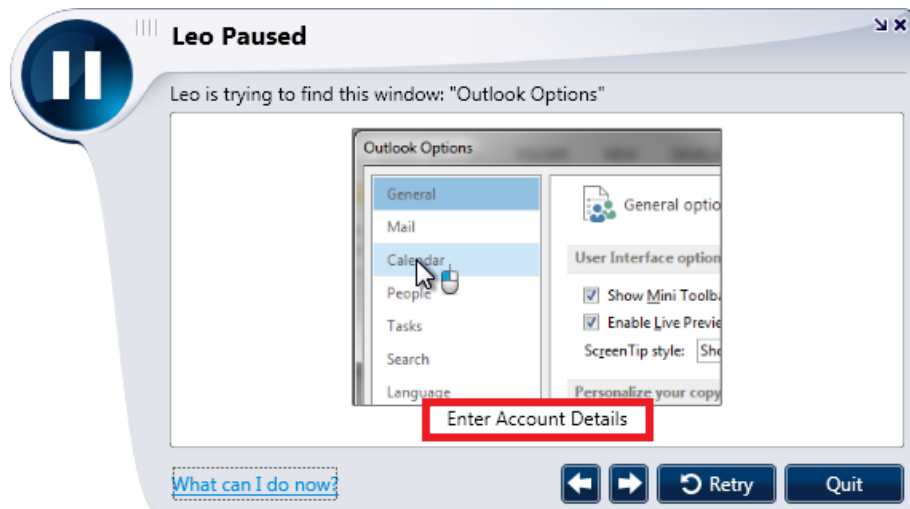 Leo Paused
Leo is trying to find this window: "Outlook Options"
Outlook Options
General
Mail
Calendar
People
Tasks
Search
Language
General optio
User Interface option
Show Mini Toolba
Enable Live Previe
ScreenTip style: Sho
Personalize your copy
Enter Account Details
What can I do now?
Retry
Quit